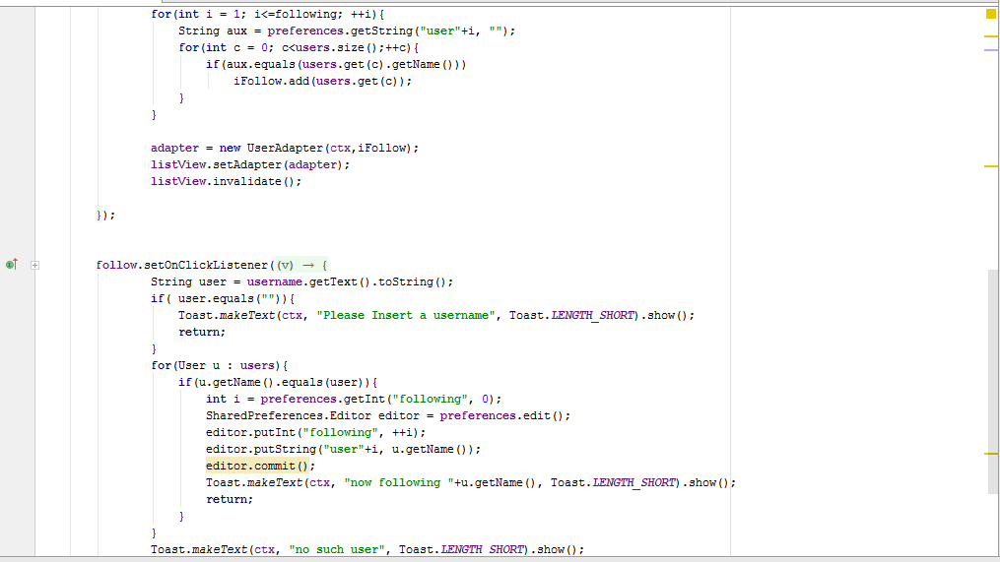 for(int i = 1; i<=following; ++i){
String aux = preferences.getString("user"+i, "");
for(int c = 0; c<users.size();++c){
if(aux.equals(users.get(c).getName()))
iFollow.add(users.get(c));
}
}
adapter = new UserAdapter(ctx,iFollow);
listView.setAdapter(adapter);
listView.invalidate();
});
follow.setOnClickListener((v) → {
String user = username.getText().toString();
if( user.equals("")){
Toast.makeText(ctx, "Please Insert a username", Toast.LENGTH_SHORT).show();
return;
}
for(User u : users){
if(u.getName().equals(user)){
int i = preferences.getInt("following", 0);
SharedPreferences.Editor editor = preferences.edit();
editor.putInt("following", ++i);
editor.putString("user"+i, u.getName());
editor.commit();
Toast.makeText(ctx, "now following "+u.getName(), Toast.LENGTH_SHORT).show();
return;
}
}
Toast.makeText(ctx, "no such user", Toast.LENGTH_SHORT).show();